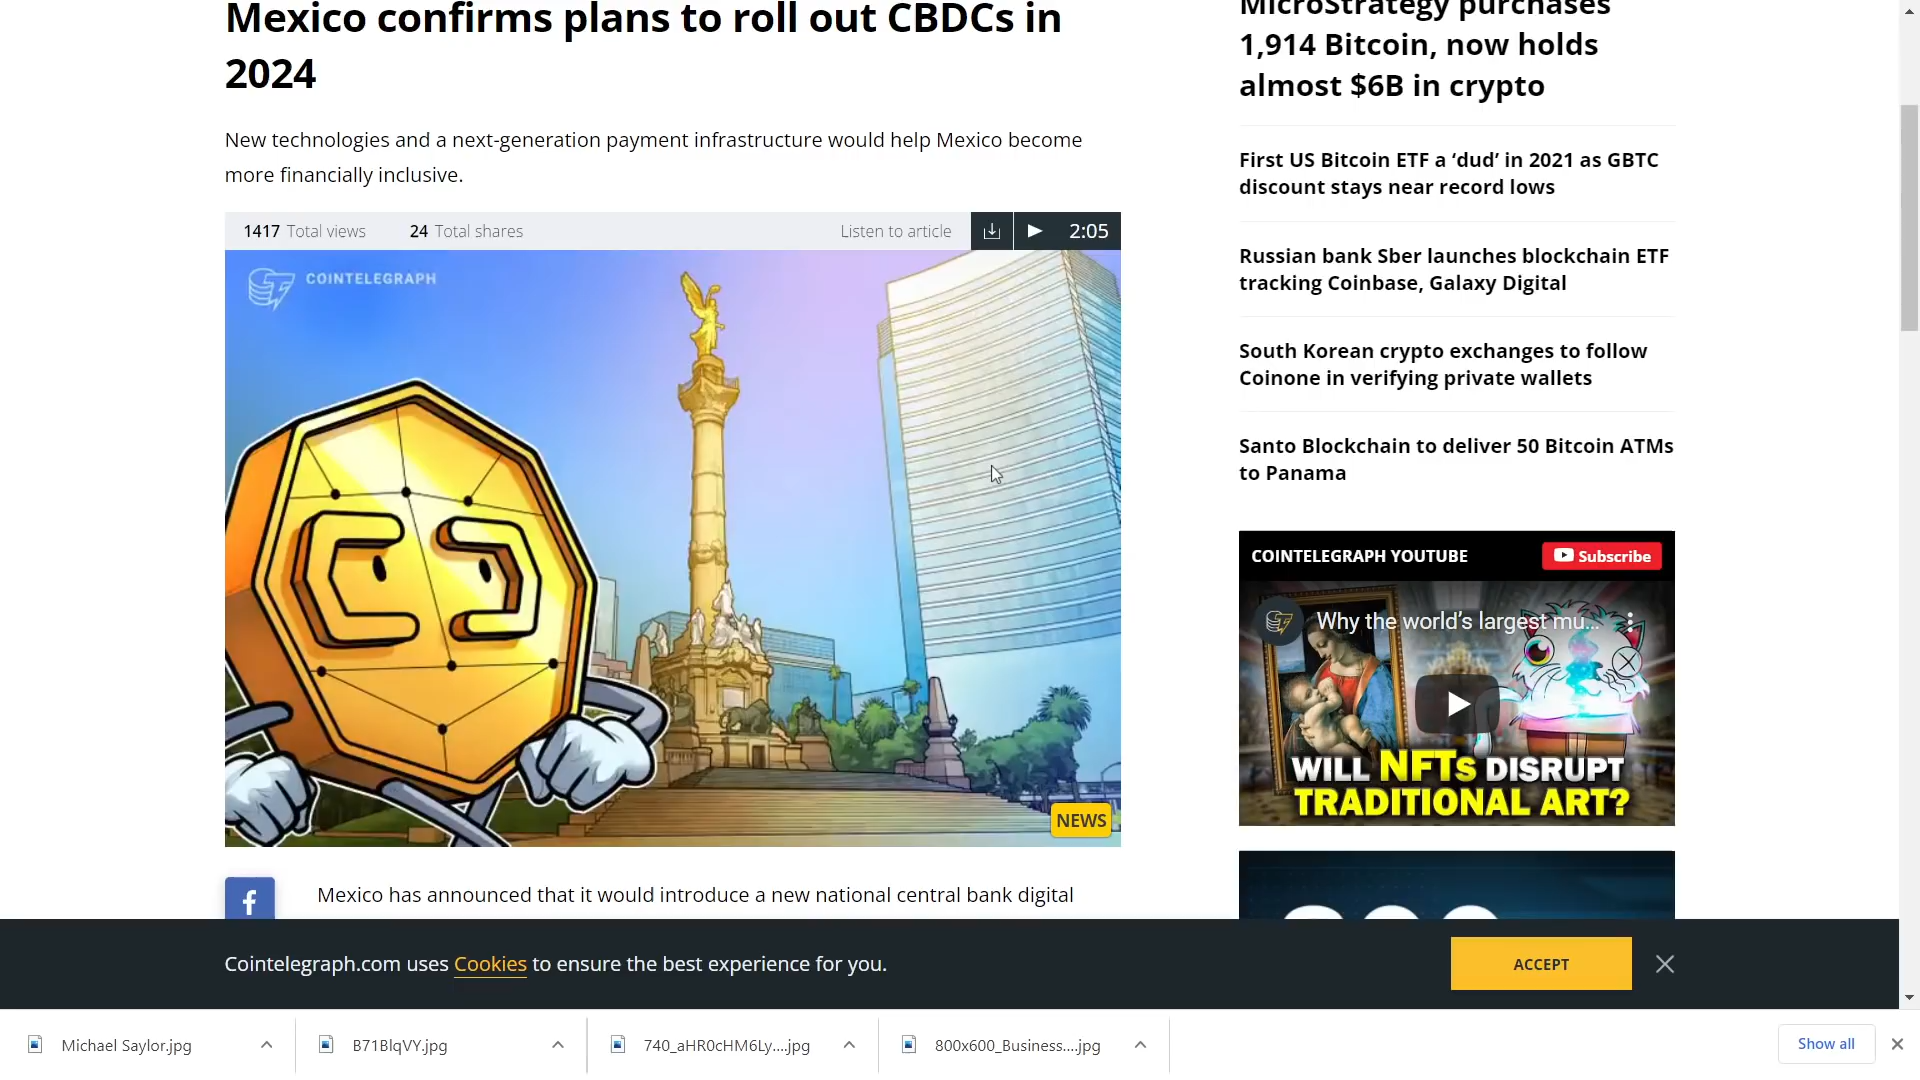 Mexico confirms plans to roll out CBDCs in
2024
New technologies and a next-generation payment infrastructure would help Mexico become
more financially inclusive.
1417 Total views 24 Total shares Listen to article 2:05
COINTELEGRAPH
NEWS
Mexico has announced that it would introduce a new national central bank digital
MicroStrategy purchases
1,914 Bitcoin, now holds
almost $6B in crypto
First US Bitcoin ETF a ‘dud’ in 2021 as GBTC
discount stays near record lows
Russian bank Sber launches blockchain ETF
tracking Coinbase, Galaxy Digital
South Korean crypto exchanges to follow
Coinone in verifying private wallets
Santo Blockchain to deliver 50 Bitcoin ATMs
to Panama
COINTELEGRAPH YOUTUBE Subscribe
Why the world’s largest mu...
WILL NFTs DISRUPT
TRADITIONAL ART?
Cointelegraph.com uses Cookies to ensure the best experience for you.
ACCEPT
Michael Saylor.jpg B71BlqVY.jpg 740_aHR0cHM6Ly....jpg 800x600_Business....jpg Show all